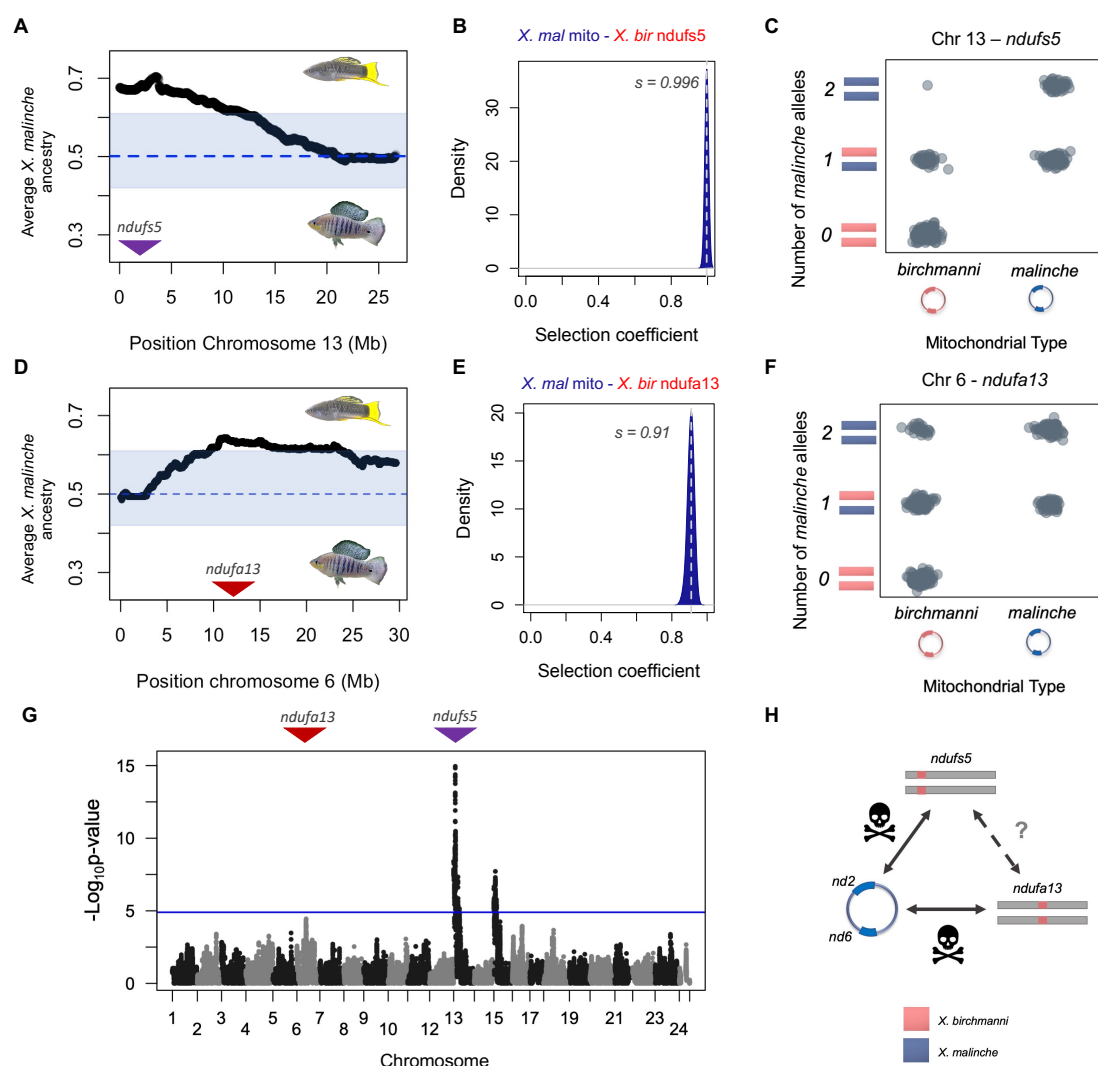 A
Average X. malinche
ancestry
0.7
0.5
0.3
ndufs5
0 5 10 15 20 25
Position Chromosome 13 (Mb)
B
X. mal mito - X. bir ndufs5
s = 0.996
Density
30
20
10
0
0.0 0.4 0.8
Selection coefficient
C
Chr 13 – ndufs5
Number of malinche alleles
2
1
0
birchmanni malinche
Mitochondrial Type
D
Average X. malinche
ancestry
0.7
0.5
0.3
ndufa13
0 5 10 15 20 25 30
Position chromosome 6 (Mb)
E
X. mal mito - X. bir ndufa13
s = 0.91
Density
20
15
10
5
0
0.0 0.4 0.8
Selection coefficient
F
Chr 6 - ndufa13
Number of malinche alleles
2
1
0
birchmanni malinche
Mitochondrial Type
G
ndufa13 ndufs5
-Log10p-value
15
10
5
0
1 3 5 7 9 11 13 15 17 19 21 23
2 4 6 8 10 12 14 16 18 20 22 24
Chromosome
H
ndufs5
?
nd2
ndufa13
nd6
X. birchmanni
X. malinche